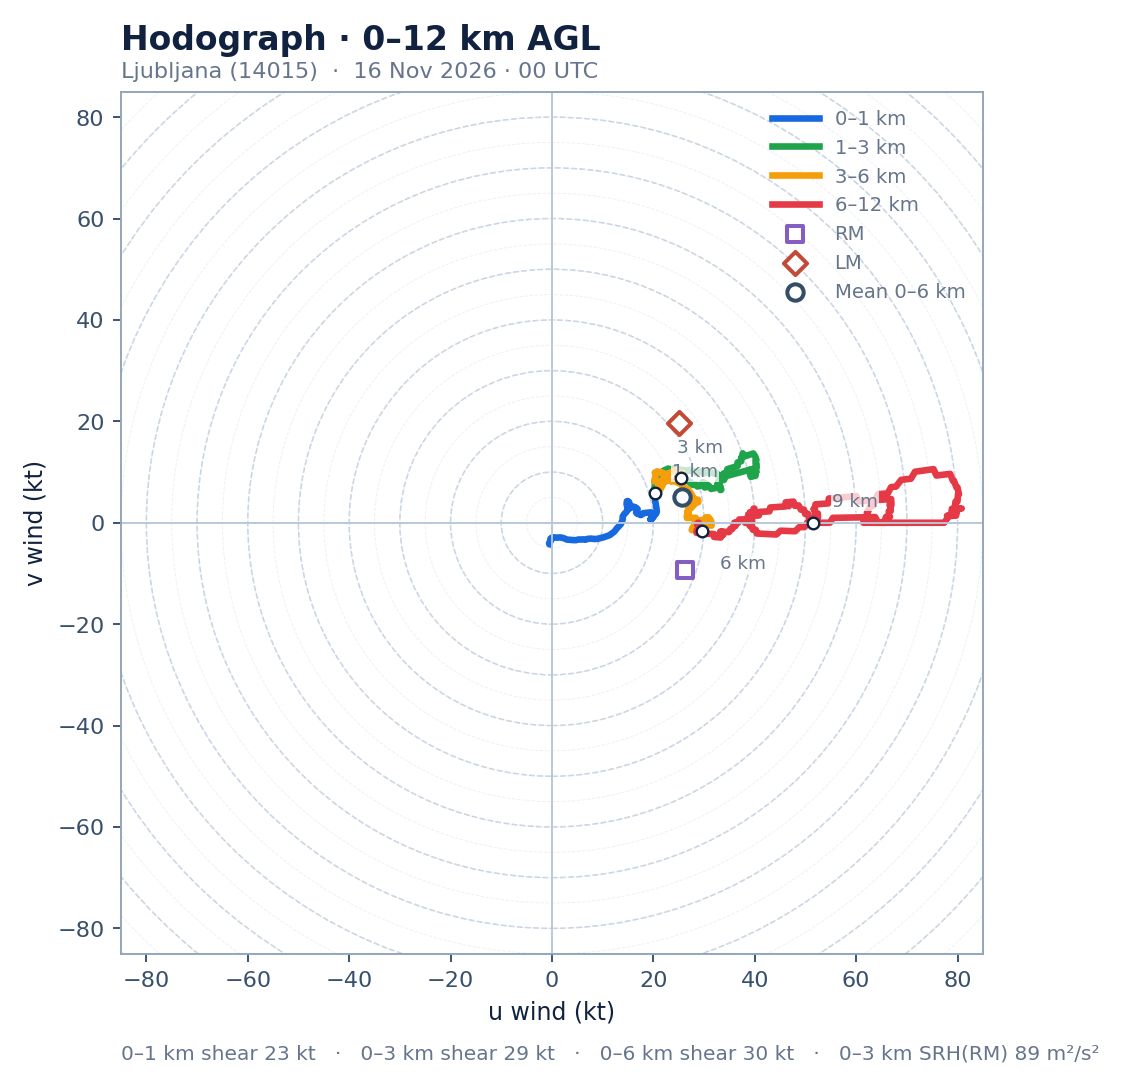 Hodograph · 0–12 km AGL
Ljubljana (14015) · 16 Nov 2026 · 00 UTC
0–1 km
1–3 km
3–6 km
6–12 km
RM
LM
Mean 0–6 km
80
60
40
20
0
−20
−40
−60
−80
v wind (kt)
3 km
1 km
9 km
6 km
−80 −60 −40 −20 0 20 40 60 80
u wind (kt)
0–1 km shear 23 kt · 0–3 km shear 29 kt · 0–6 km shear 30 kt · 0–3 km SRH(RM) 89 m²/s²